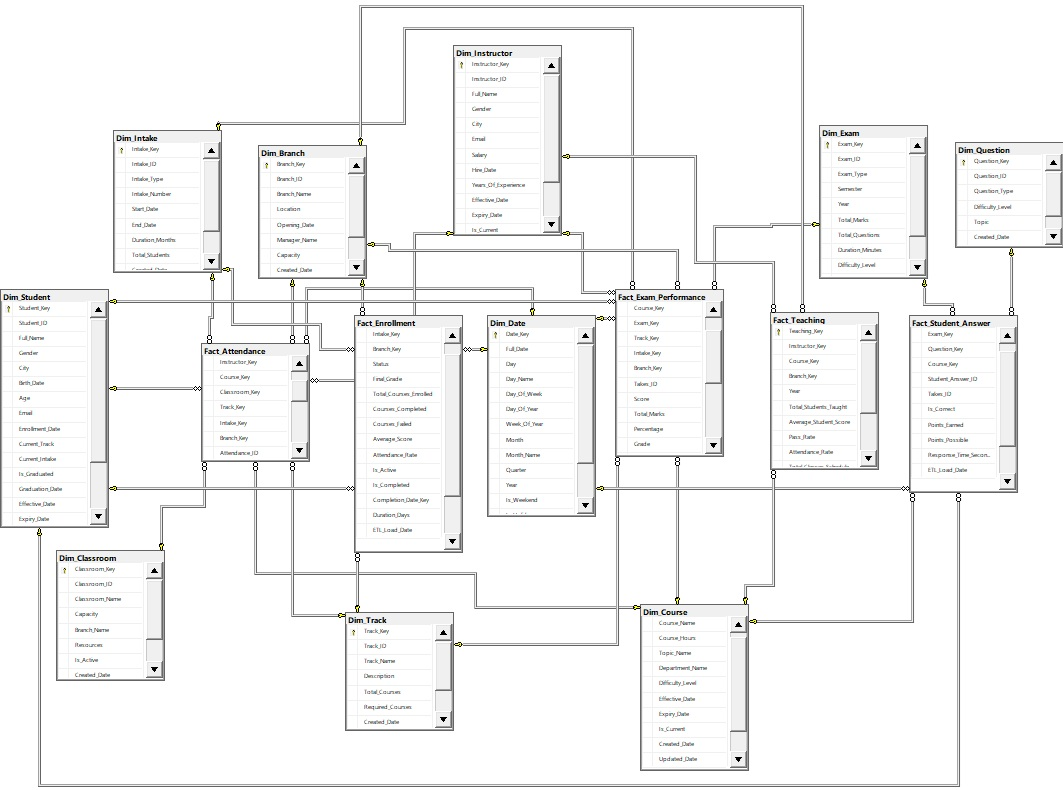 Dim_Instructor
Instructor_Key
Instructor_ID
Full_Name
Gender
City
Email
Salary
Hire_Date
Years_Of_Experience
Effective_Date
Expiry_Date
Is_Current
Dim_Intake
Intake_Key
Intake_ID
Intake_Type
Intake_Number
Start_Date
End_Date
Duration_Months
Total_Students
Created_Date
Dim_Branch
Branch_Key
Branch_ID
Branch_Name
Location
Opening_Date
Manager_Name
Capacity
Created_Date
Dim_Exam
Exam_Key
Exam_ID
Exam_Type
Semester
Year
Total_Marks
Total_Questions
Duration_Minutes
Difficulty_Level
Dim_Question
Question_Key
Question_ID
Question_Type
Difficulty_Level
Topic
Created_Date
Dim_Student
Student_Key
Student_ID
Full_Name
Gender
City
Birth_Date
Age
Email
Enrollment_Date
Current_Track
Current_Intake
Is_Graduated
Graduation_Date
Effective_Date
Expiry_Date
Fact_Attendance
Instructor_Key
Course_Key
Classroom_Key
Track_Key
Intake_Key
Branch_Key
Attendance_ID
Fact_Enrollment
Intake_Key
Branch_Key
Status
Final_Grade
Total_Courses_Enrolled
Courses_Completed
Courses_Failed
Average_Score
Attendance_Rate
Is_Active
Is_Completed
Completion_Date_Key
Duration_Days
ETL_Load_Date
Dim_Date
Date_Key
Full_Date
Day
Day_Name
Day_Of_Week
Day_Of_Year
Week_Of_Year
Month
Month_Name
Quarter
Year
Is_Weekend
Fact_Exam_Performance
Course_Key
Exam_Key
Track_Key
Intake_Key
Branch_Key
Takes_ID
Score
Total_Marks
Percentage
Grade
Fact_Teaching
Teaching_Key
Instructor_Key
Course_Key
Branch_Key
Year
Total_Students_Taught
Average_Student_Score
Pass_Rate
Attendance_Rate
Fact_Student_Answer
Exam_Key
Question_Key
Course_Key
Student_Answer_ID
Takes_ID
Is_Correct
Points_Earned
Points_Possible
Response_Time_Secon...
ETL_Load_Date
Dim_Classroom
Classroom_Key
Classroom_ID
Classroom_Name
Capacity
Branch_Name
Resources
Is_Active
Created_Date
Dim_Track
Track_Key
Track_ID
Track_Name
Description
Total_Courses
Required_Courses
Created_Date
Dim_Course
Course_Name
Course_Hours
Topic_Name
Department_Name
Difficulty_Level
Effective_Date
Expiry_Date
Is_Current
Created_Date
Updated_Date